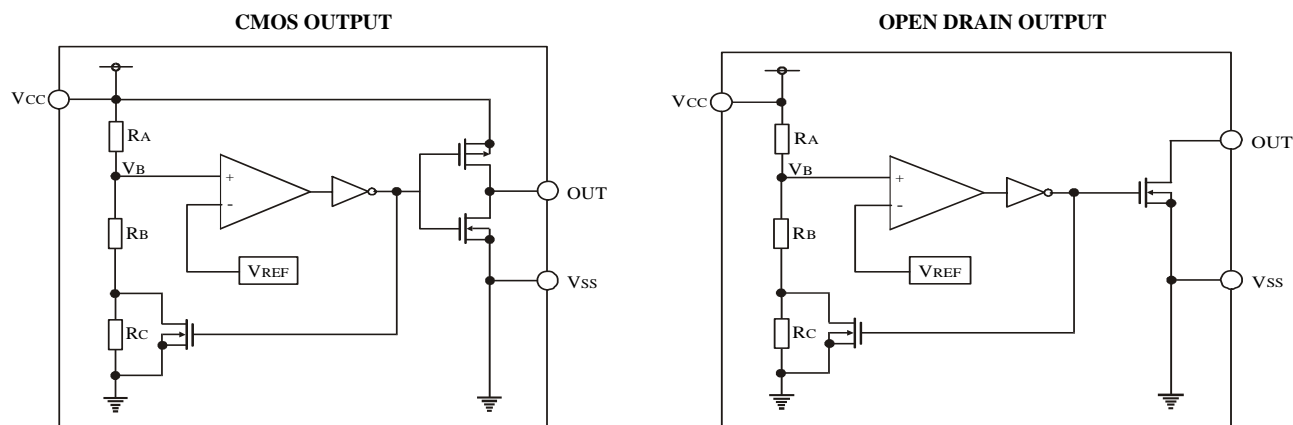 CMOS OUTPUT
VCC
RA
VB
+
-
RB
VREF
RC
OUT
VSS
OPEN DRAIN OUTPUT
VCC
RA
VB
+
-
RB
VREF
RC
OUT
VSS